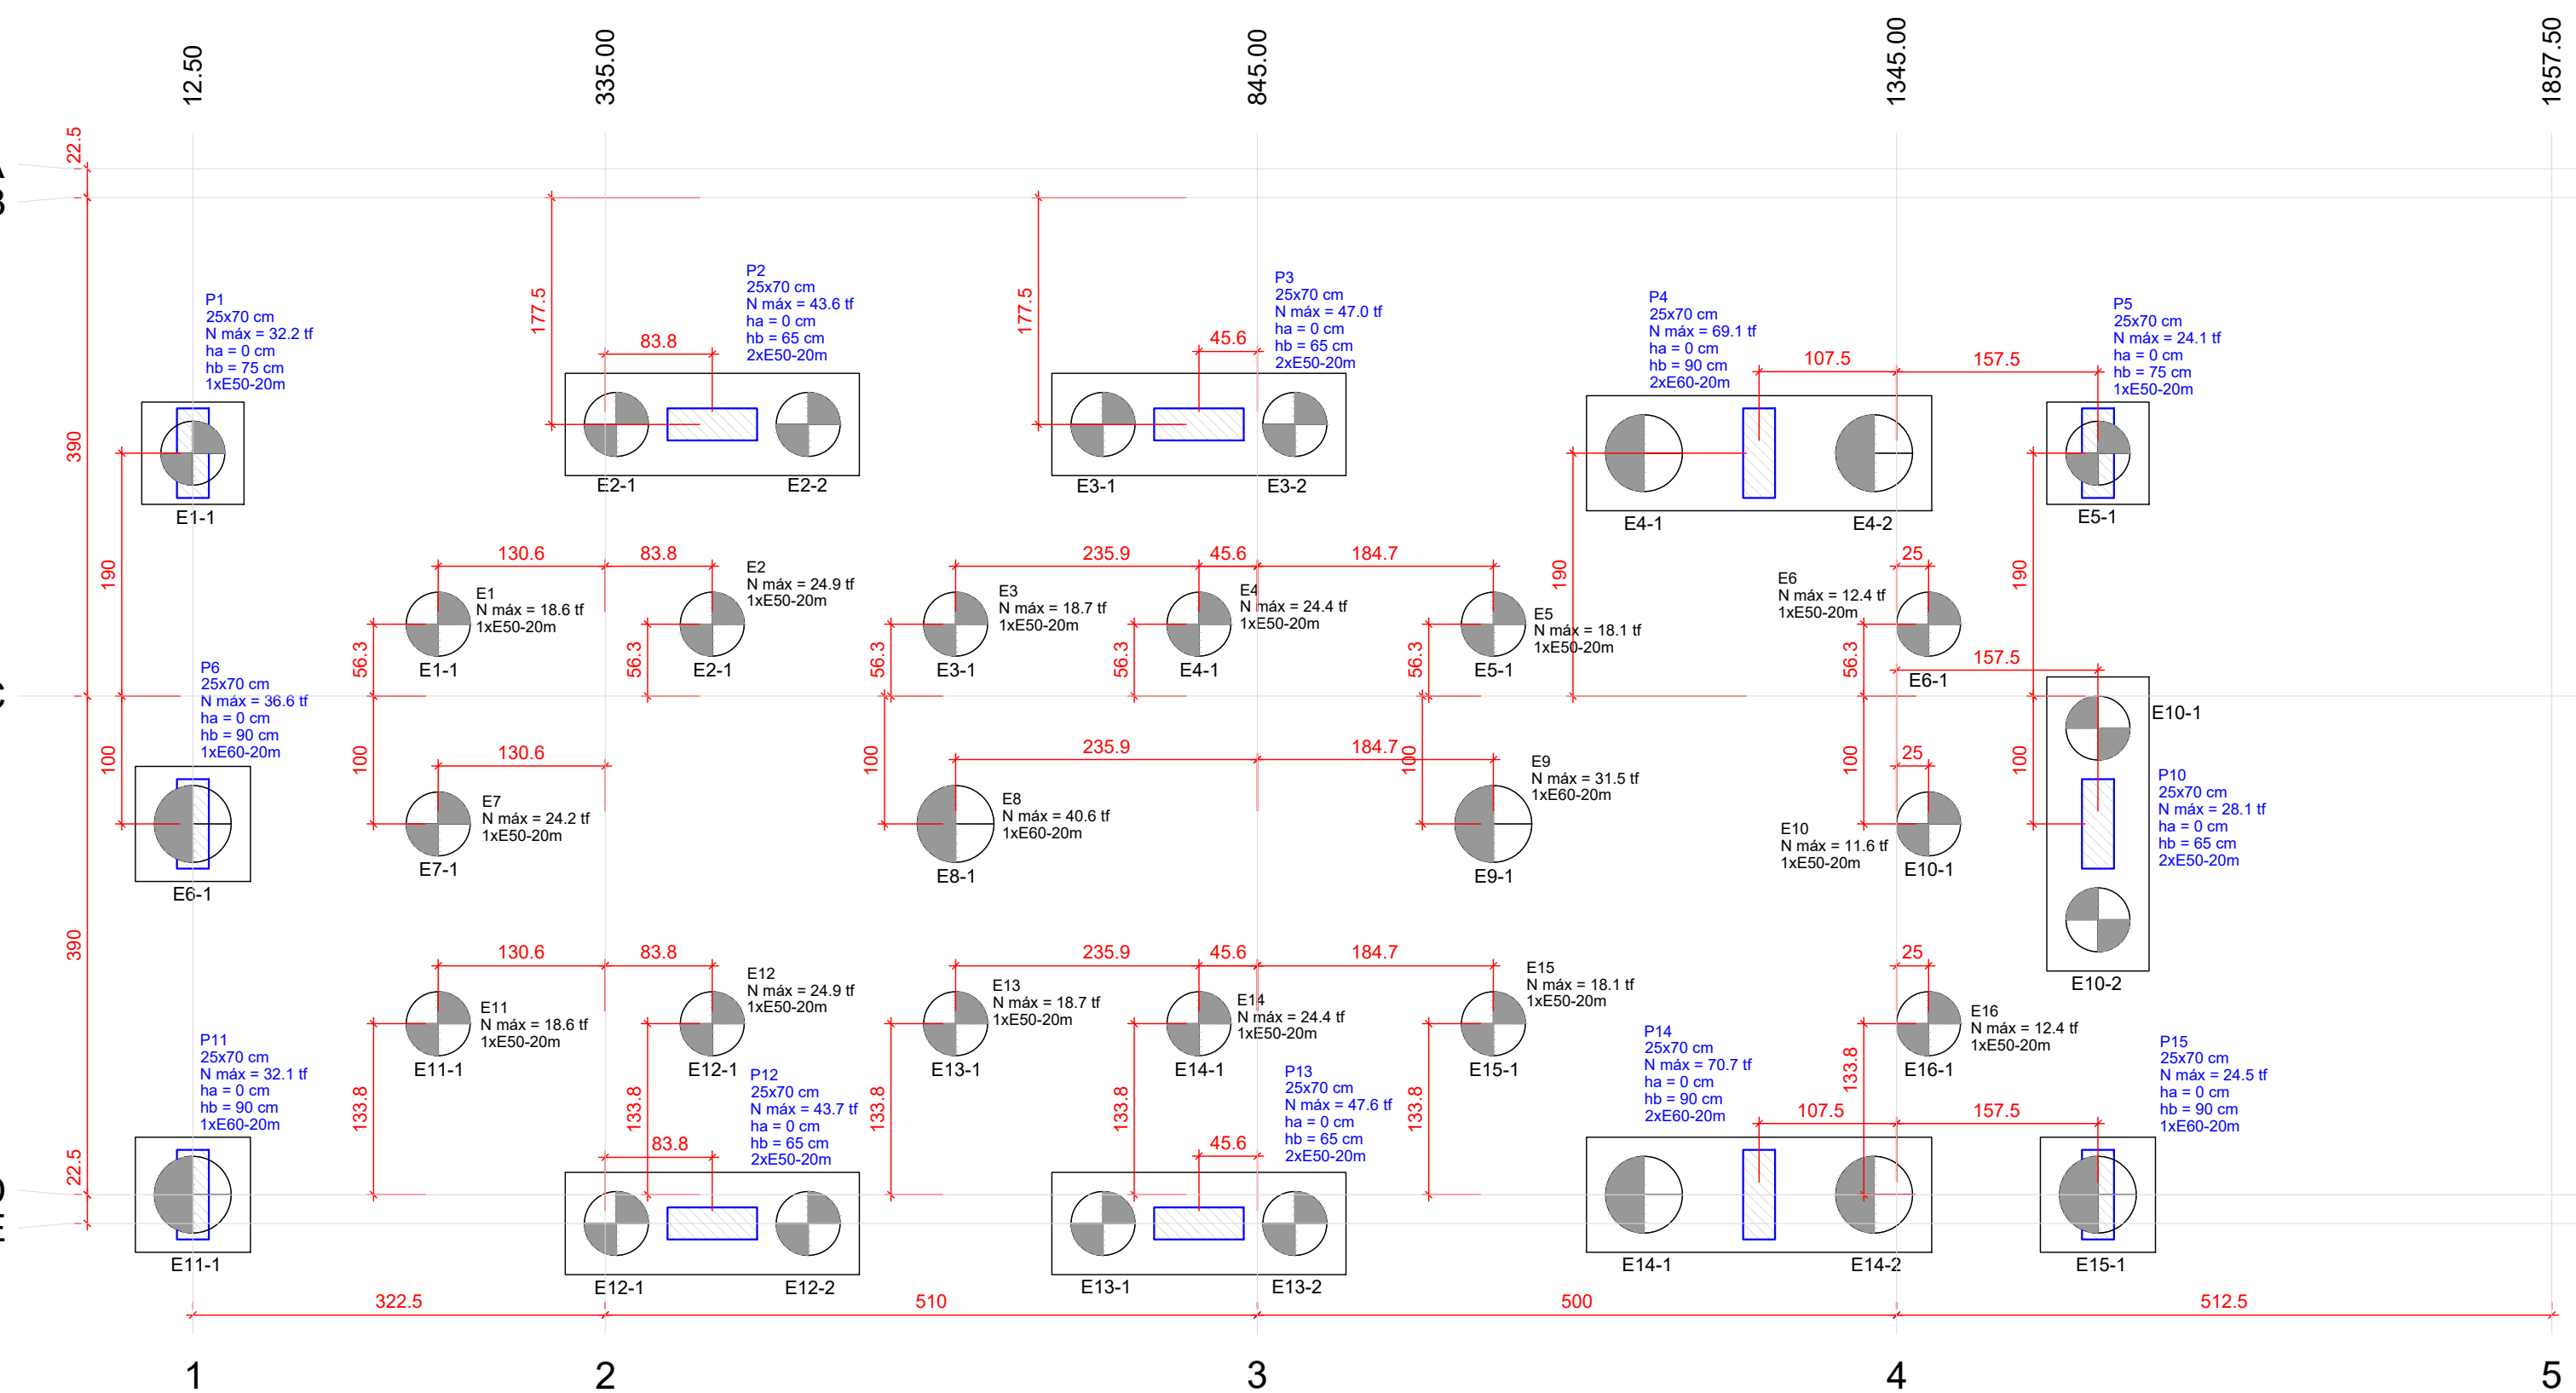 12.50
335.00
845.00
1345.00
1857.50
22.5
390
390
22.5
P1
25x70 cm
N máx = 32.2 tf
ha = 0 cm
hb = 75 cm
1xE50-20m
E1-1
177.5
83.8
P2
25x70 cm
N máx = 43.6 tf
ha = 0 cm
hb = 65 cm
2xE50-20m
E2-1
E2-2
177.5
45.6
P3
25x70 cm
N máx = 47.0 tf
ha = 0 cm
hb = 65 cm
2xE50-20m
E3-1
E3-2
P4
25x70 cm
N máx = 69.1 tf
ha = 0 cm
hb = 90 cm
2xE60-20m
107.5
157.5
E4-1
E4-2
P5
25x70 cm
N máx = 24.1 tf
ha = 0 cm
hb = 75 cm
1xE50-20m
E5-1
190
130.6
83.8
E1
N máx = 18.6 tf
1xE50-20m
56.3
E1-1
E2
N máx = 24.9 tf
1xE50-20m
56.3
E2-1
235.9
45.6
184.7
E3
N máx = 18.7 tf
1xE50-20m
56.3
E3-1
E4
N máx = 24.4 tf
1xE50-20m
56.3
E4-1
E5
N máx = 18.1 tf
1xE50-20m
56.3
E5-1
190
E6
N máx = 12.4 tf
1xE50-20m
25
56.3
E6-1
190
157.5
P6
25x70 cm
N máx = 36.6 tf
ha = 0 cm
hb = 90 cm
1xE60-20m
100
E6-1
100
130.6
E7
N máx = 24.2 tf
1xE50-20m
E7-1
100
235.9
184.7
E8
N máx = 40.6 tf
1xE60-20m
E8-1
100
E9
N máx = 31.5 tf
1xE60-20m
E9-1
100
25
E10
N máx = 11.6 tf
1xE50-20m
E10-1
100
E10-1
P10
25x70 cm
N máx = 28.1 tf
ha = 0 cm
hb = 65 cm
2xE50-20m
E10-2
130.6
83.8
E11
N máx = 18.6 tf
1xE50-20m
E11-1
133.8
E12
N máx = 24.9 tf
1xE50-20m
E12-1
133.8
235.9
45.6
184.7
E13
N máx = 18.7 tf
1xE50-20m
E13-1
133.8
E14
N máx = 24.4 tf
1xE50-20m
E14-1
133.8
E15
N máx = 18.1 tf
1xE50-20m
E15-1
133.8
25
E16
N máx = 12.4 tf
1xE50-20m
E16-1
133.8
P11
25x70 cm
N máx = 32.1 tf
ha = 0 cm
hb = 90 cm
1xE60-20m
E11-1
P12
25x70 cm
N máx = 43.7 tf
ha = 0 cm
hb = 65 cm
2xE50-20m
83.8
E12-1
E12-2
P13
25x70 cm
N máx = 47.6 tf
ha = 0 cm
hb = 65 cm
2xE50-20m
45.6
E13-1
E13-2
P14
25x70 cm
N máx = 70.7 tf
ha = 0 cm
hb = 90 cm
2xE60-20m
107.5
157.5
E14-1
E14-2
P15
25x70 cm
N máx = 24.5 tf
ha = 0 cm
hb = 90 cm
1xE60-20m
E15-1
322.5
510
500
512.5
1
2
3
4
5